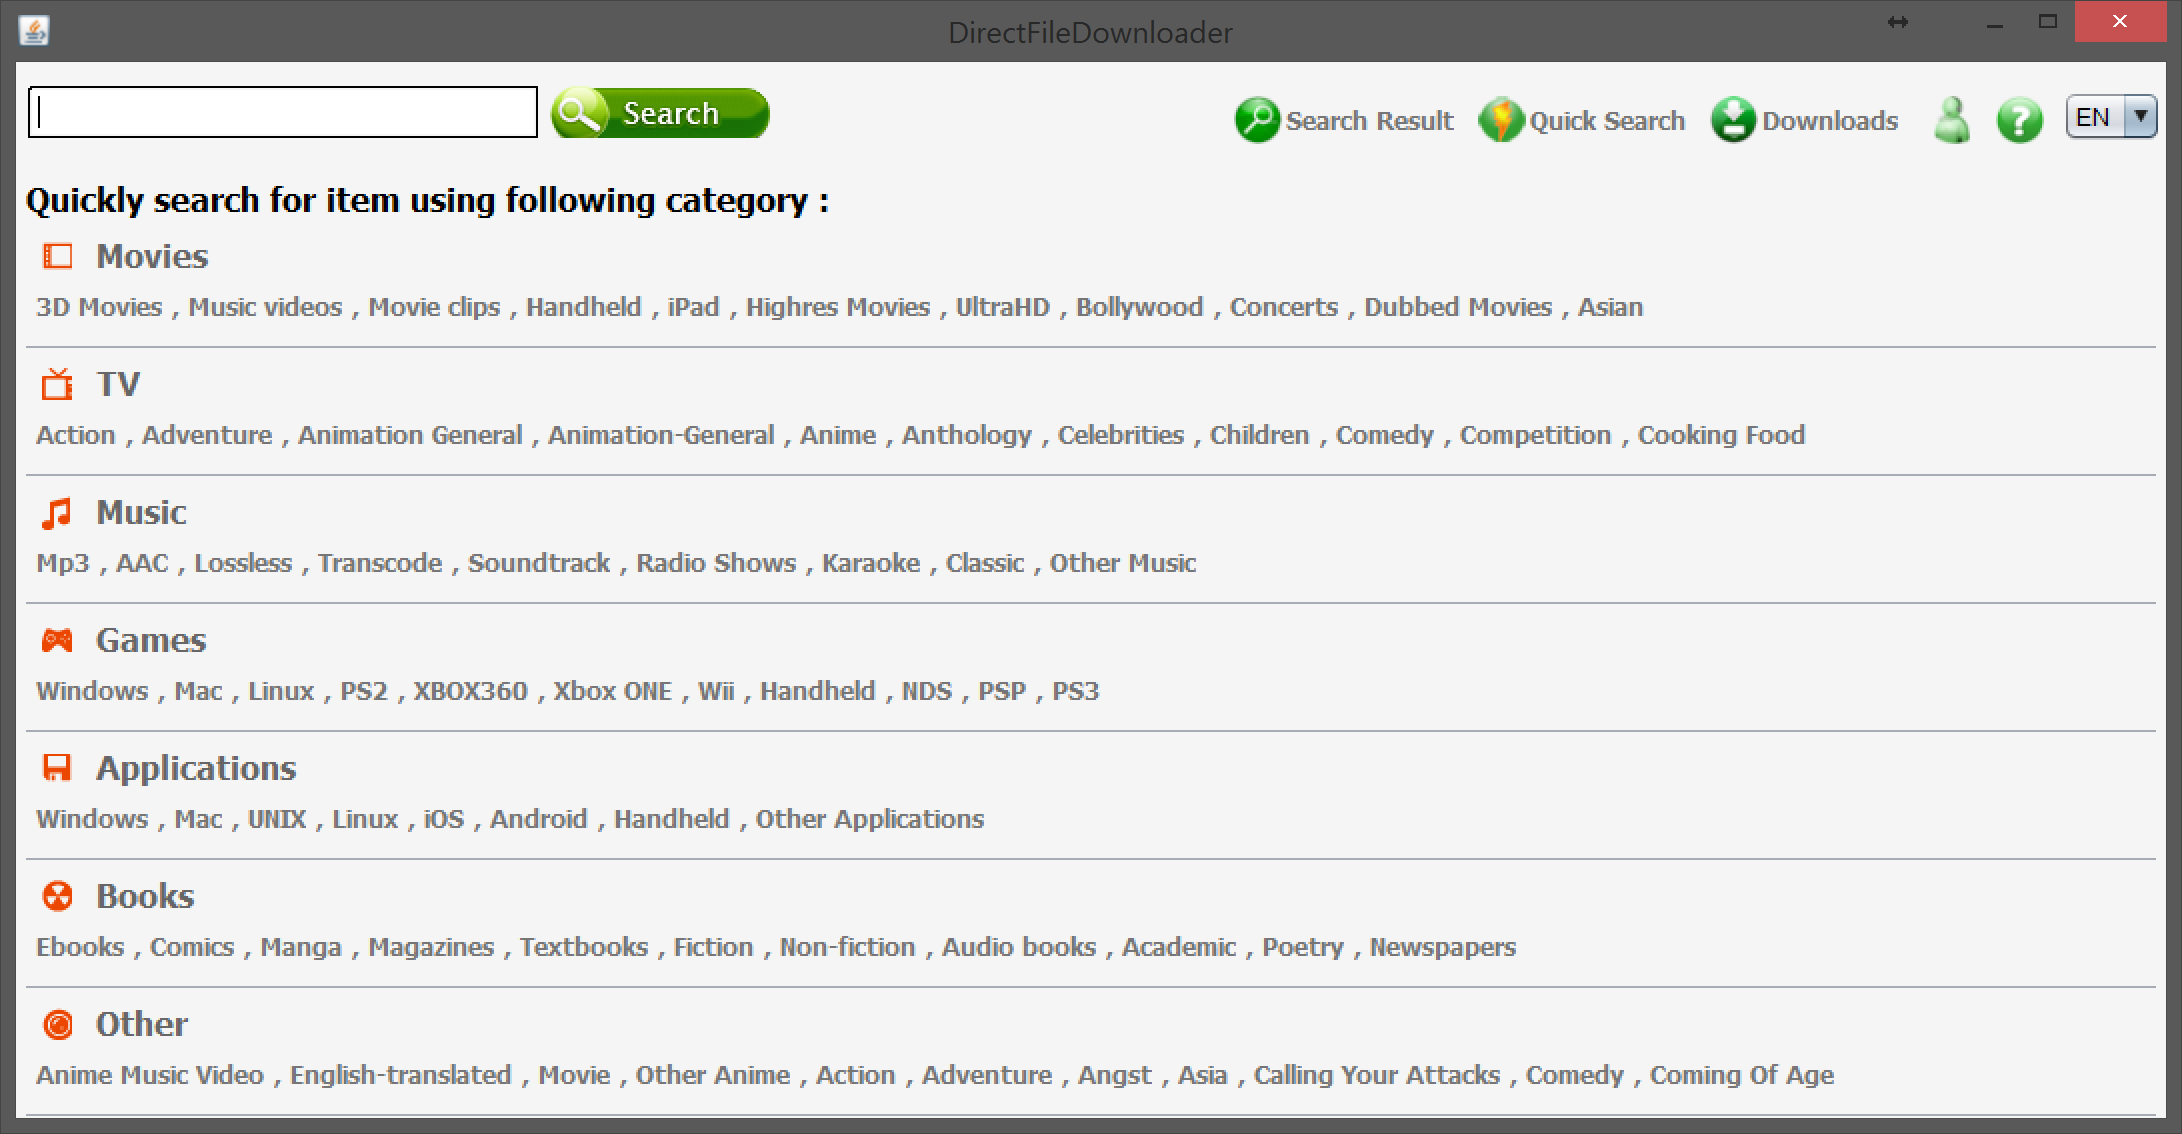 DirectFileDownloader
Search
Search Result
Quick Search
Downloads
?
EN
Quickly search for item using following category :
Movies
3D Movies , Music videos , Movie clips , Handheld , iPad , Highres Movies , UltraHD , Bollywood , Concerts , Dubbed Movies , Asian
TV
Action , Adventure , Animation General , Animation-General , Anime , Anthology , Celebrities , Children , Comedy , Competition , Cooking Food
Music
Mp3 , AAC , Lossless , Transcode , Soundtrack , Radio Shows , Karaoke , Classic , Other Music
Games
Windows , Mac , Linux , PS2 , XBOX360 , Xbox ONE , Wii , Handheld , NDS , PSP , PS3
Applications
Windows , Mac , UNIX , Linux , iOS , Android , Handheld , Other Applications
Books
Ebooks , Comics , Manga , Magazines , Textbooks , Fiction , Non-fiction , Audio books , Academic , Poetry , Newspapers
Other
Anime Music Video , English-translated , Movie , Other Anime , Action , Adventure , Angst , Asia , Calling Your Attacks , Comedy , Coming Of Age